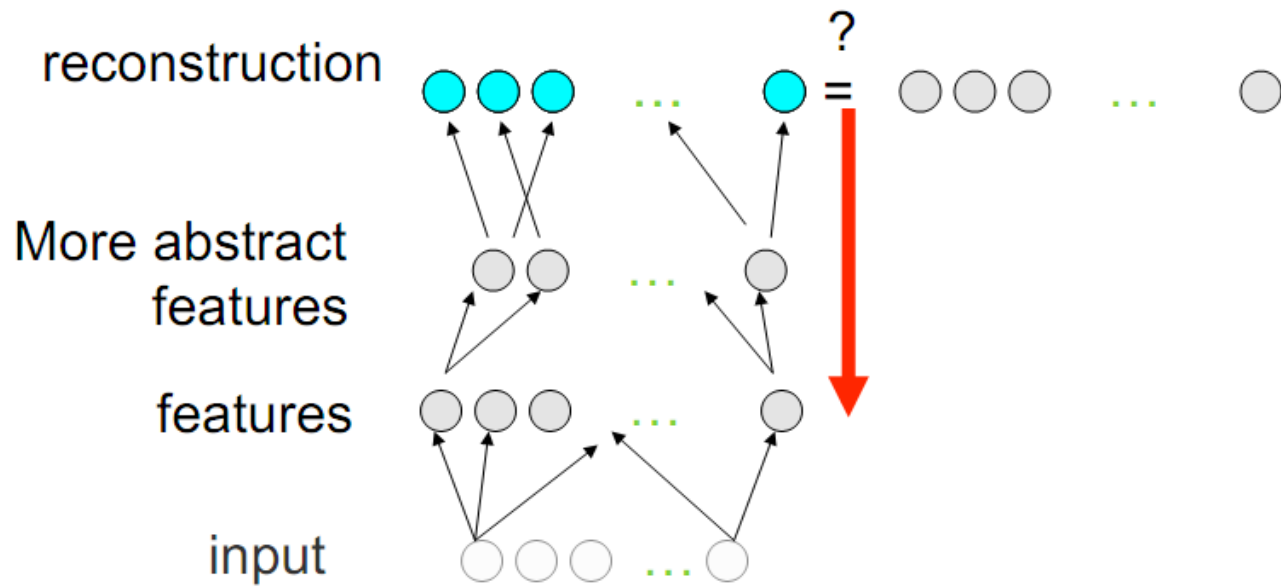 ?
reconstruction
... = ...
More abstract
features
...
features
...
input
...